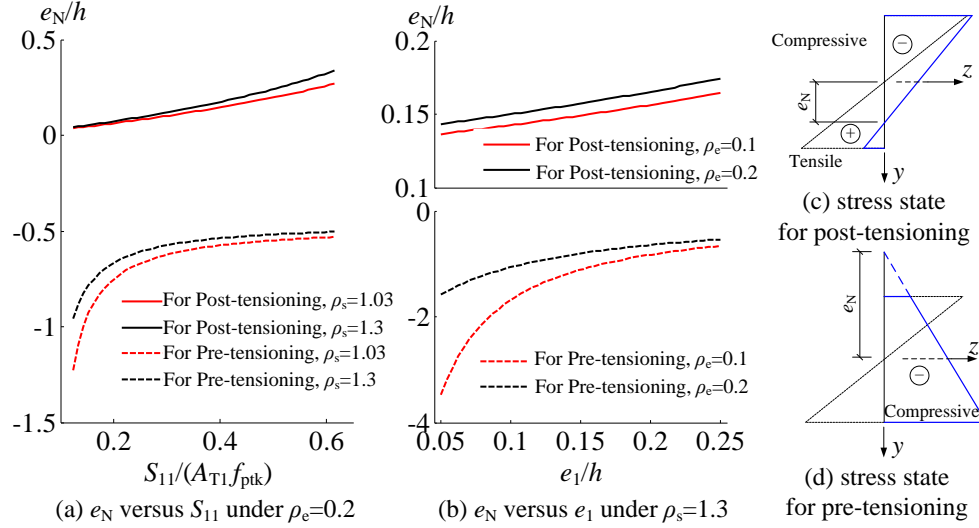 e_N/h
0.5
0
-0.5
-1
-1.5
For Post-tensioning, ρ_s=1.03
For Post-tensioning, ρ_s=1.3
For Pre-tensioning, ρ_s=1.03
For Pre-tensioning, ρ_s=1.3
0.2 0.4 0.6
S_11/(A_T1 f_ptk)
(a) e_N versus S_11 under ρ_e=0.2
e_N/h
0.2
0.15
0.1
For Post-tensioning, ρ_e=0.1
For Post-tensioning, ρ_e=0.2
0
-2
-4
For Pre-tensioning, ρ_e=0.1
For Pre-tensioning, ρ_e=0.2
0.05 0.1 0.15 0.2 0.25
e_1/h
(b) e_N versus e_1 under ρ_s=1.3
Compressive
−
z
e_N
+
Tensile
y
(c) stress state
for post-tensioning
e_N
z
−
Compressive
y
(d) stress state
for pre-tensioning